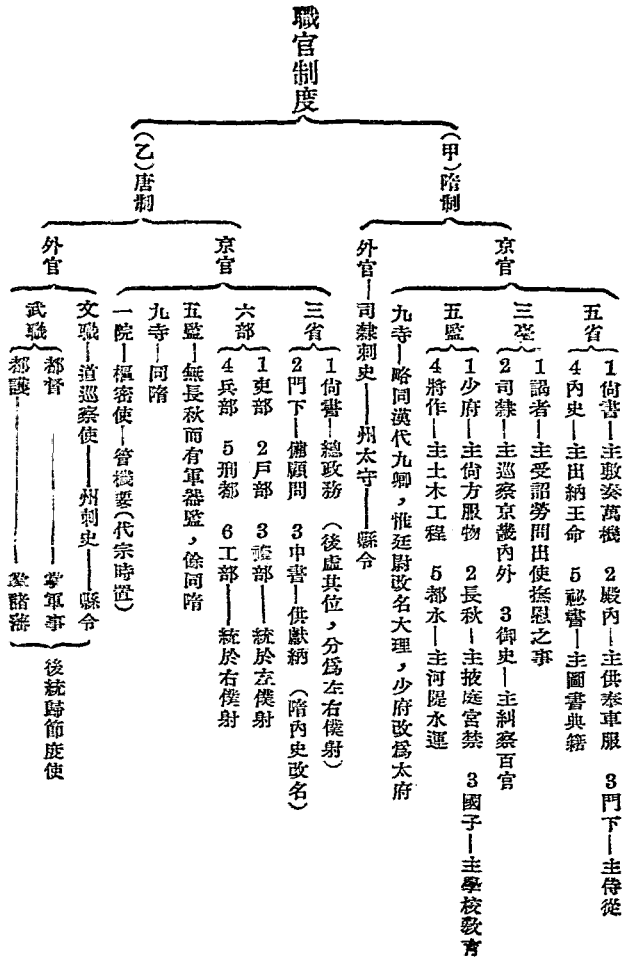 職官制度
(甲)隋制
京官
五省
1尙書—主敷奏萬機 2殿內—主供奉車服 3門下—主侍從
4內史—主出納王命 5祕書—主圖書典籍
三臺
1謁者—主受詔勞問出使撫慰之事
2司隸—主巡察京畿內外 3御史—主糾察百官
五監
1少府—主尙方服物 2長秋—主掖庭宮禁 3國子—主學校敎育
4將作—主土木工程 5都水—主河隄水運
九寺—略同漢代九卿,惟廷尉改名大理,少府改爲太府
外官—司隸刺史——州太守——縣令
(乙)唐制
京官
三省
1尙書—總政務 (後虛其位,分爲左右僕射)
2門下—備顧問 3中書—供獻納 (隋內史改名)
六部
1吏部 2戶部 3禮部——統於左僕射
4兵部 5刑部 6工部——統於右僕射
五監—無長秋而有軍器監,餘同隋
九寺—同隋
一院—樞密使—管機要(代宗時置)
外官
文職—道巡察使——州刺史——縣令
武職
都督————掌軍事
都護————掌諸藩
後統歸節度使